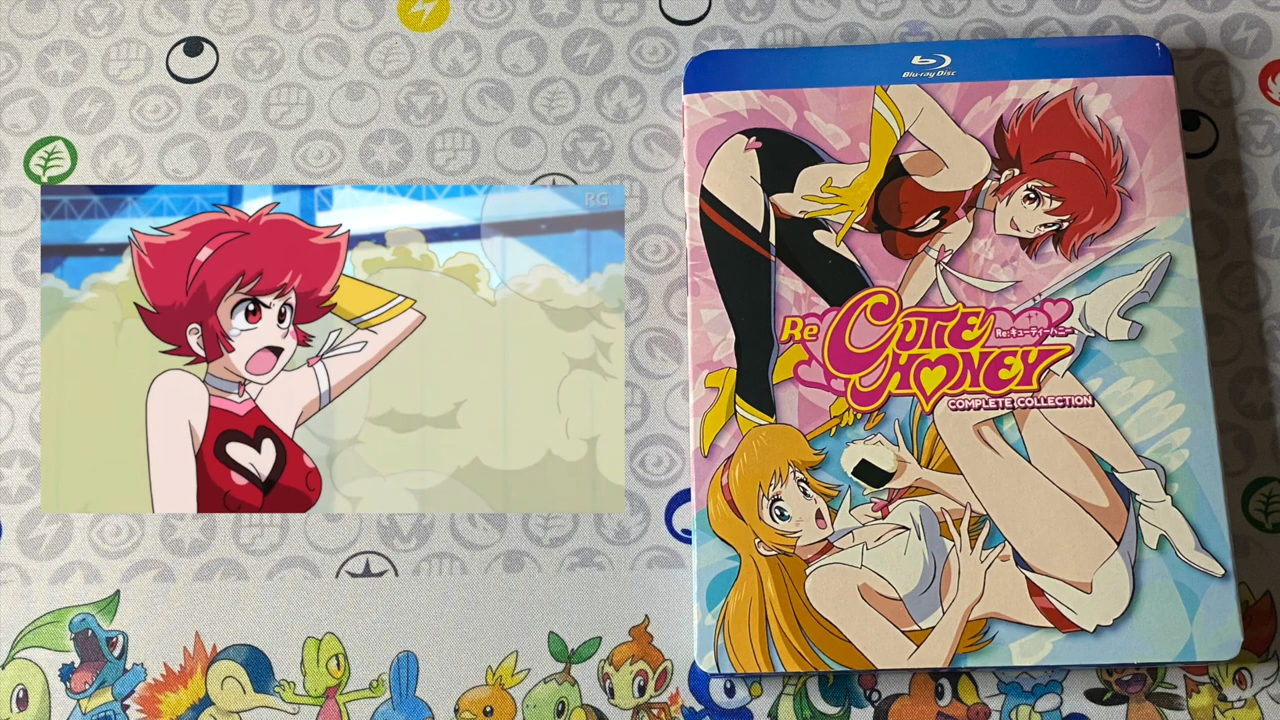 RG
Blu-ray Disc
Re CUTIE HONEY
Re:キューティーハニー
COMPLETE COLLECTION